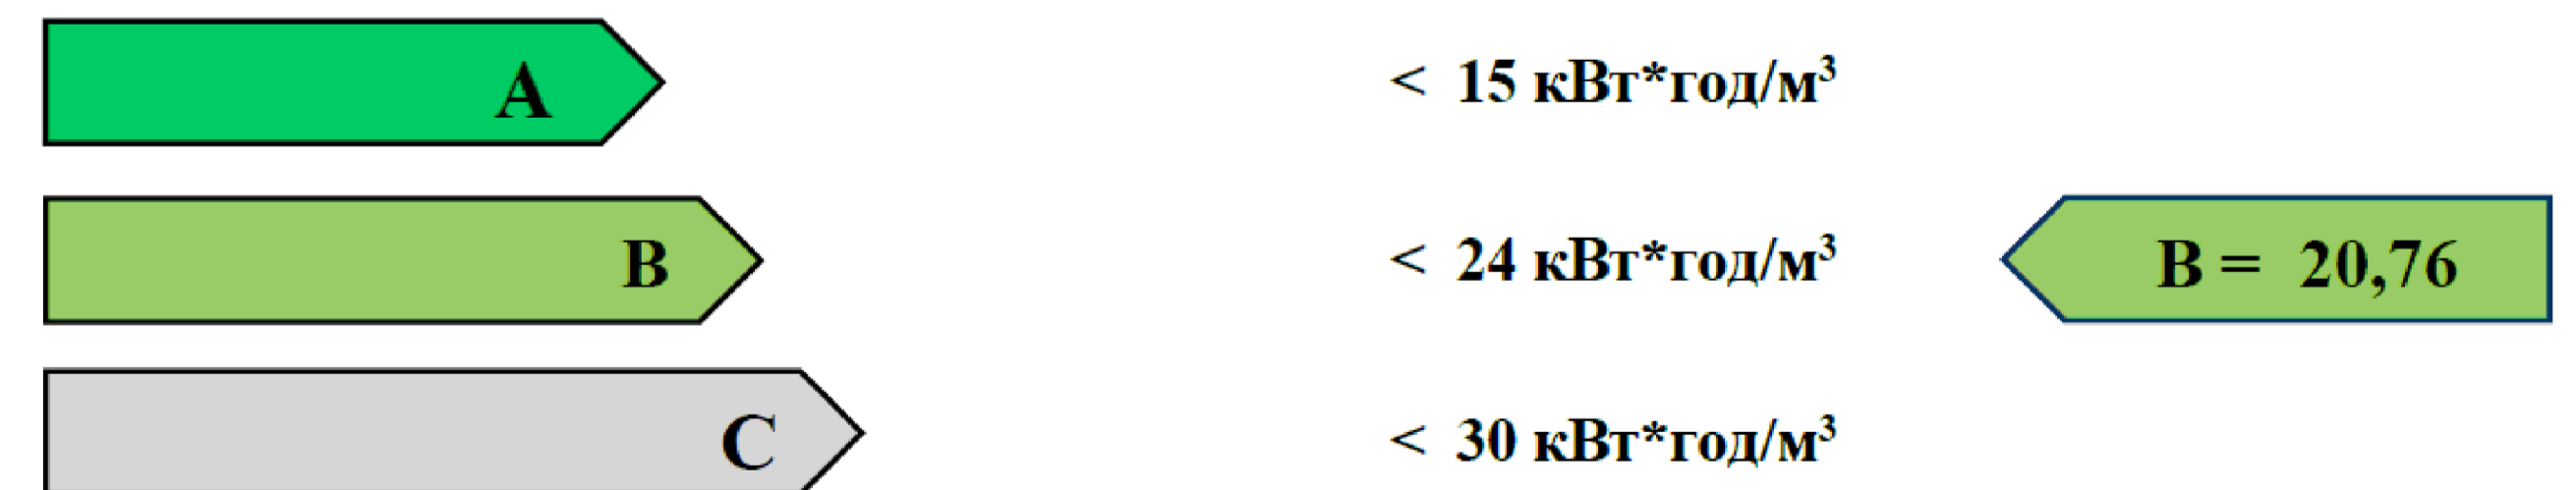 A < 15 кВт*год/м³
B < 24 кВт*год/м³ B = 20,76
C < 30 кВт*год/м³